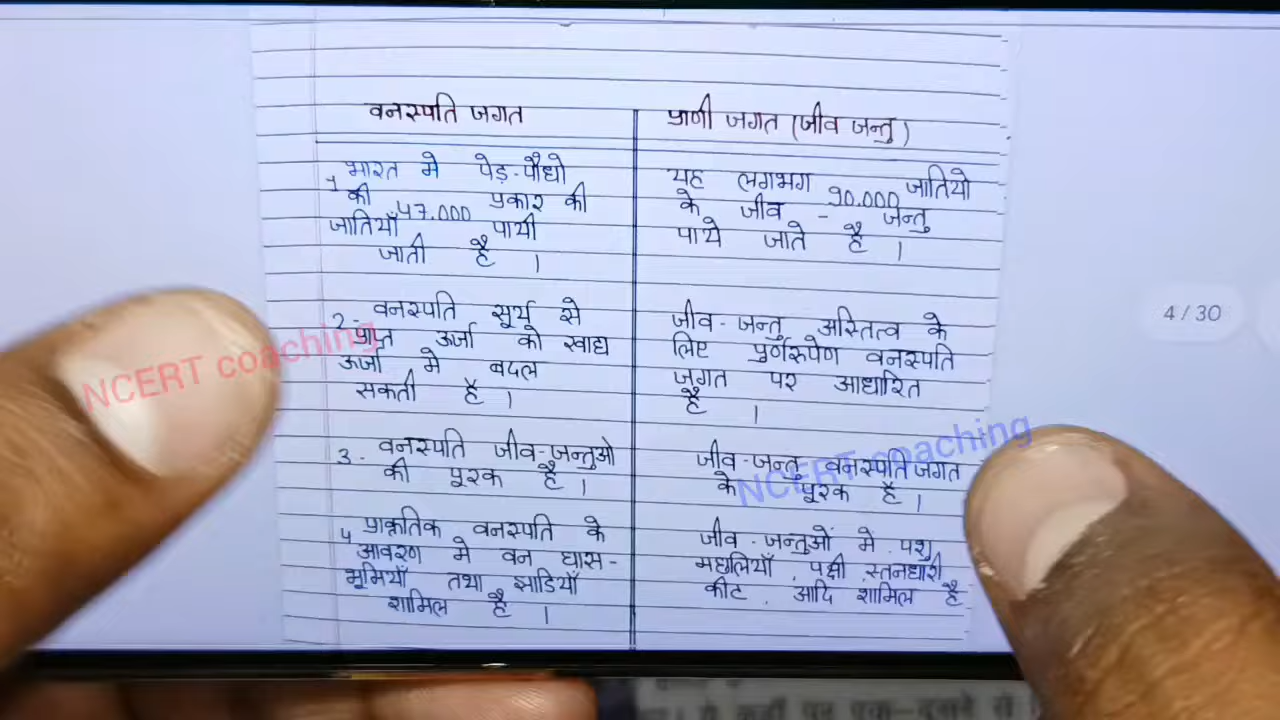 वनस्पति जगत
भारत मे पेड़-पौधो
1 की 47.000 प्रकार की
जातियाँ पायी
जाती है ।
2- वनस्पति सूर्य से
प्राप्त ऊर्जा को खाद्य
ऊर्जा मे बदल
सकती है ।
3- वनस्पति जीव-जन्तुओ
की पूरक है ।
4 प्राकृतिक वनस्पति के
आवरण मे वन घास-
भूमियाँ तथा झाडियाँ
शामिल है ।
प्राणी जगत (जीव जन्तु)
यह लगभग 90.000 जातियो
के जीव - जन्तु
पाये जाते है ।
जीव-जन्तु अस्तित्व के
लिए पुर्णरुपेण वनस्पति
जगत पर आधारित
है ।
जीव-जन्तु वनस्पति जगत
के पूरक है ।
जीव-जन्तुओं मे पशु
मछलियाँ, पक्षी, स्तनधारी
कीट, आदि शामिल है
NCERT coaching
NCERT coaching
4 / 30